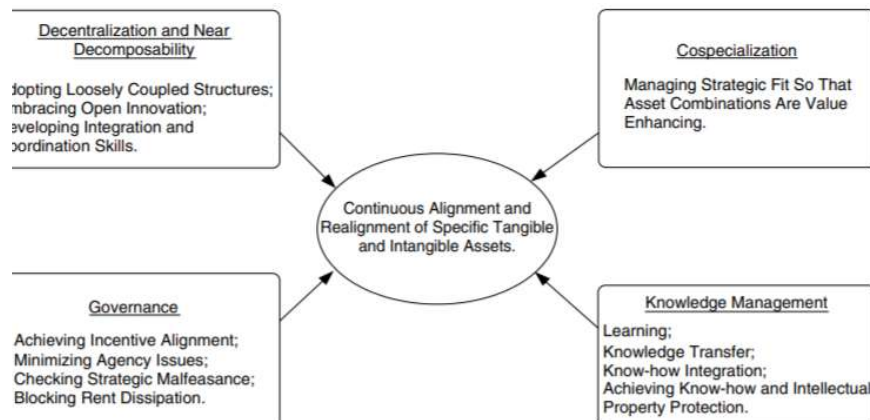 Decentralization and Near
Decomposability
dopting Loosely Coupled Structures;
mbracing Open Innovation;
eveloping Integration and
oordination Skills.
Cospecialization
Managing Strategic Fit So That
Asset Combinations Are Value
Enhancing.
Continuous Alignment and
Realignment of Specific Tangible
and Intangible Assets.
Governance
Achieving Incentive Alignment;
Minimizing Agency Issues;
Checking Strategic Malfeasance;
Blocking Rent Dissipation.
Knowledge Management
Learning;
Knowledge Transfer;
Know-how Integration;
Achieving Know-how and Intellectual
Property Protection.